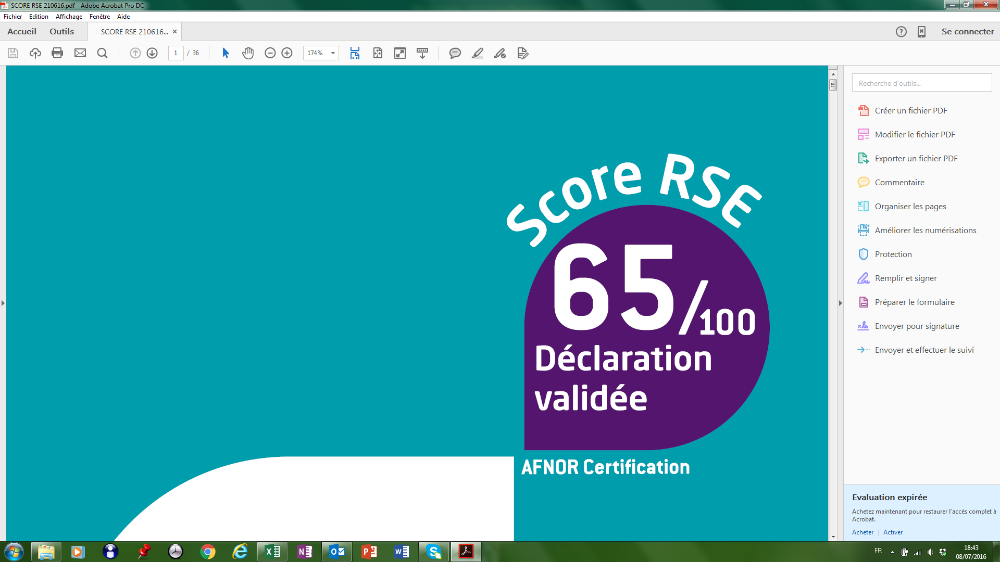 SCORE RSE 210616.pdf - Adobe Acrobat Pro DC
Fichier Edition Affichage Fenêtre Aide
Accueil Outils SCORE RSE 210616... × Se connecter
1 / 36 174%
Recherche d'outils...
Créer un fichier PDF
Modifier le fichier PDF
Exporter un fichier PDF
Commentaire
Organiser les pages
Améliorer les numérisations
Protection
Remplir et signer
Préparer le formulaire
Envoyer pour signature
Envoyer et effectuer le suivi
Score RSE
65/100
Déclaration
validée
AFNOR Certification
Evaluation expirée
Achetez maintenant pour restaurer l'accès complet à
Acrobat.
Acheter | Activer
FR 18:43
08/07/2016